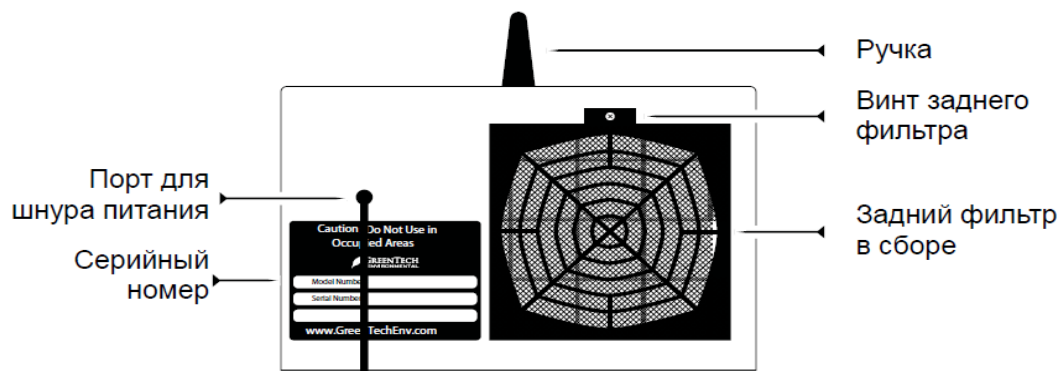 Ручка
Винт заднего
фильтра
Порт для
шнура питания
Задний фильтр
в сборе
Серийный
номер
Caution Do Not Use in
Occupied Areas
GREENTECH
ENVIRONMENTAL
Model Number
Serial Number
www.GreenTechEnv.com